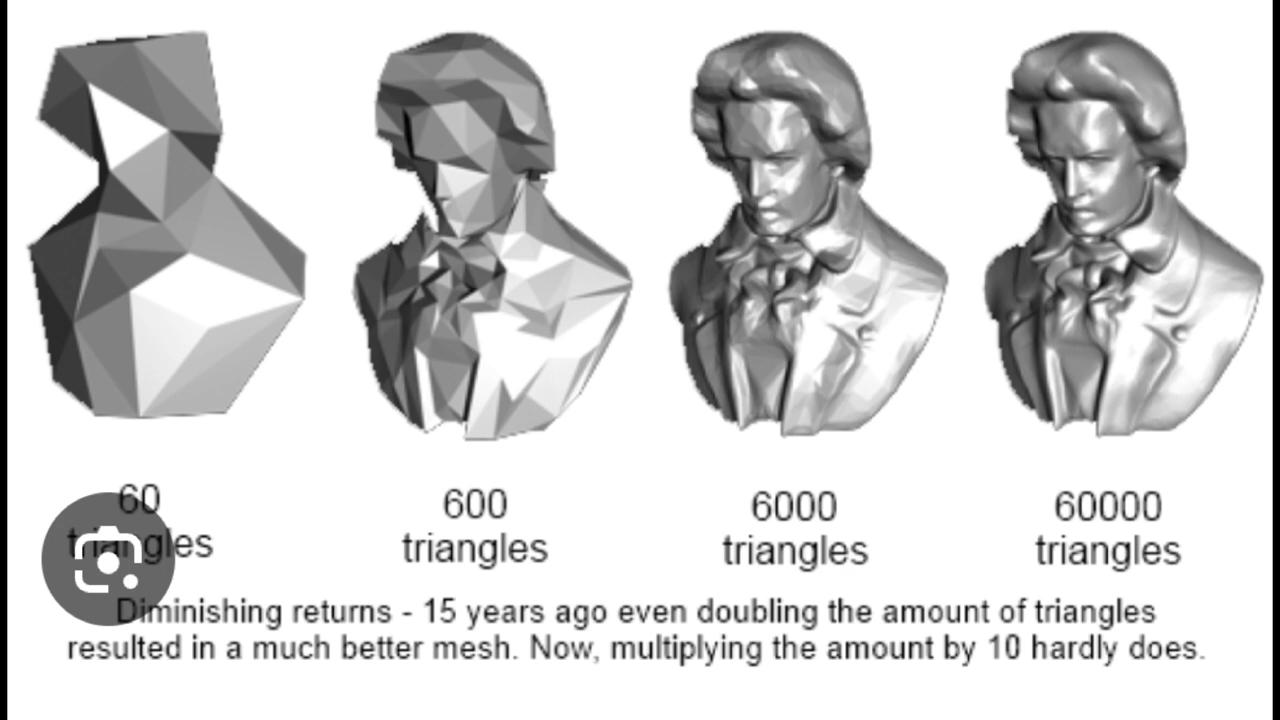 60
triangles
600
triangles
6000
triangles
60000
triangles
Diminishing returns - 15 years ago even doubling the amount of triangles
resulted in a much better mesh. Now, multiplying the amount by 10 hardly does.